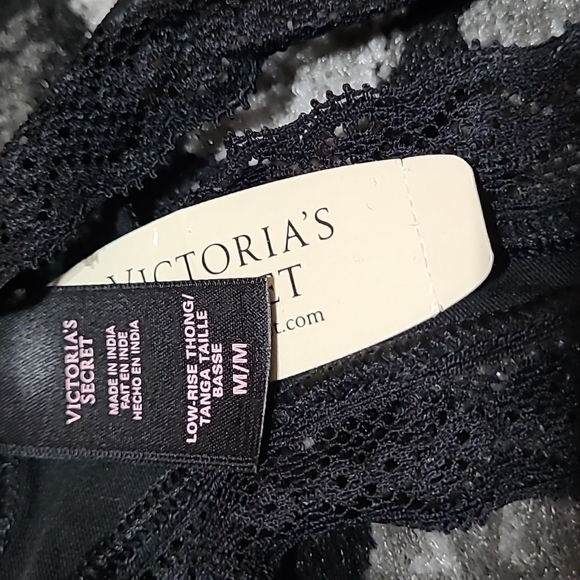 VICTORIA'S
ET
t.com
VICTORIA'S
SECRET
MADE IN INDIA
FAIT EN INDE
HECHO EN INDIA
LOW-RISE THONG/
TANGA TAILLE
BASSE
M/M